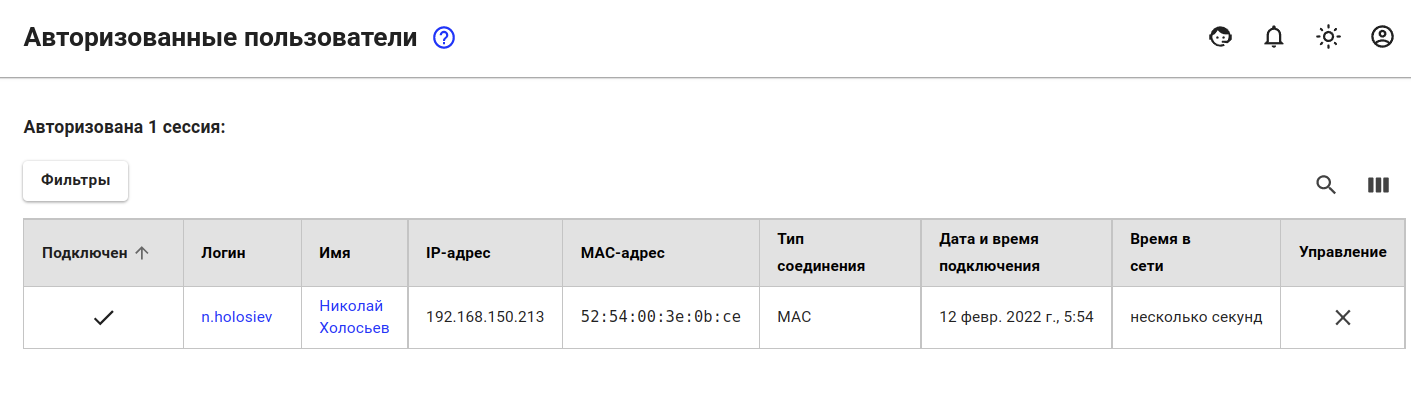 Авторизованные пользователи
Авторизована 1 сессия:
Фильтры
Подключен
Логин
Имя
IP-адрес
MAC-адрес
Тип
соединения
Дата и время
подключения
Время в
сети
Управление
n.holosiev
Николай
Холосьев
192.168.150.213
52:54:00:3e:0b:ce
MAC
12 февр. 2022 г., 5:54
несколько секунд